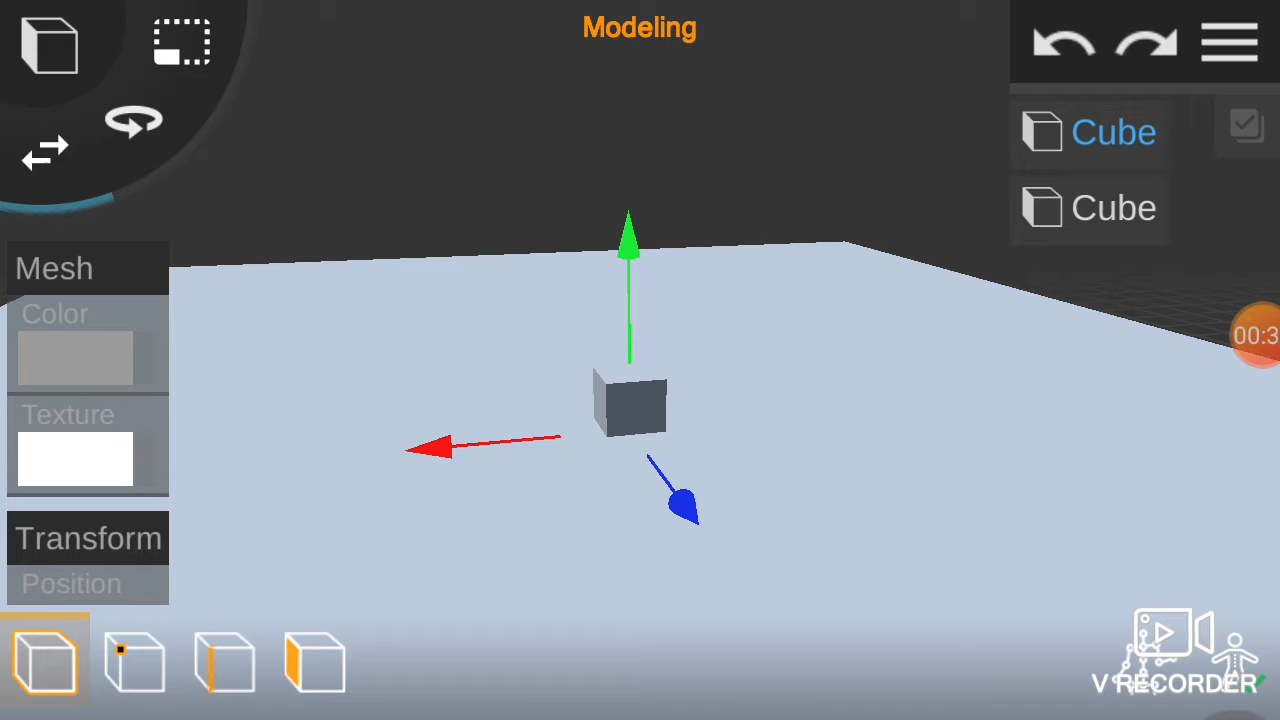 Modeling
Cube
Cube
Mesh
Color
Texture
Transform
Position
00:3
V RECORDER